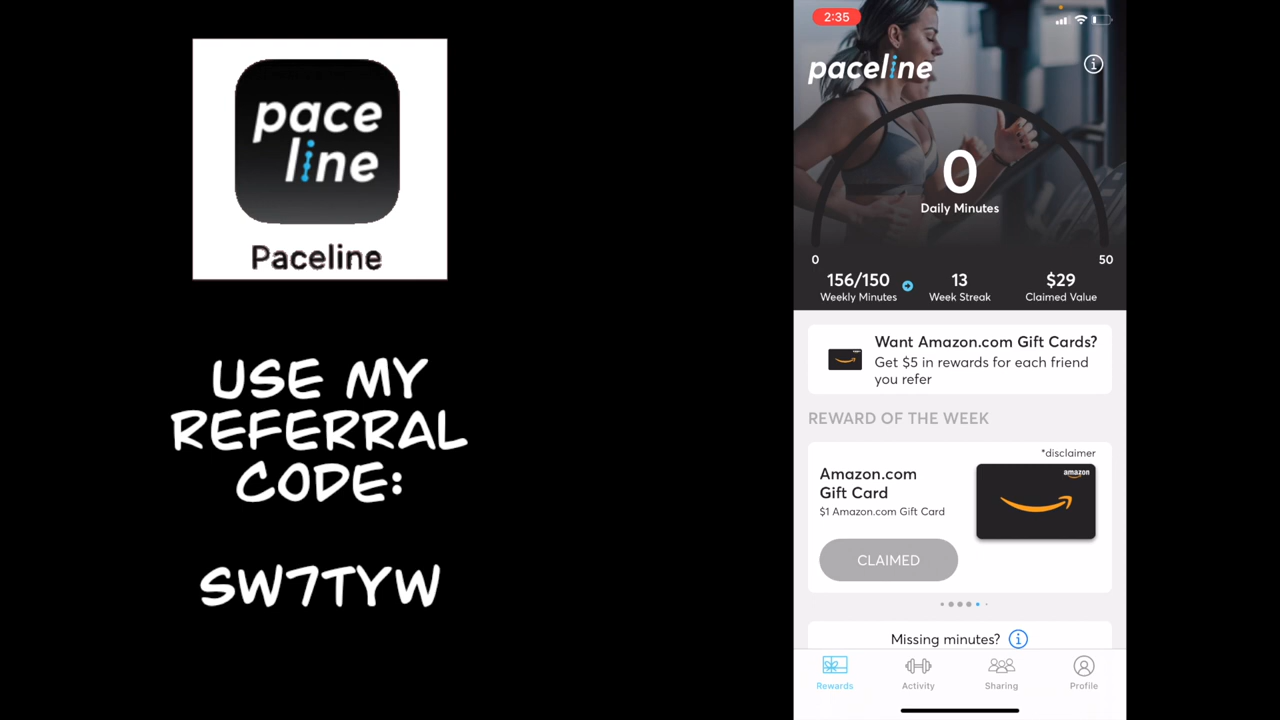 pace
line
Paceline
USE MY
REFERRAL
CODE:
SW7TYW
2:35
paceline
0
Daily Minutes
0
50
156/150
Weekly Minutes
13
Week Streak
$29
Claimed Value
Want Amazon.com Gift Cards?
Get $5 in rewards for each friend
you refer
REWARD OF THE WEEK
*disclaimer
Amazon.com
Gift Card
$1 Amazon.com Gift Card
amazon
CLAIMED
Missing minutes?
Rewards
Activity
Sharing
Profile